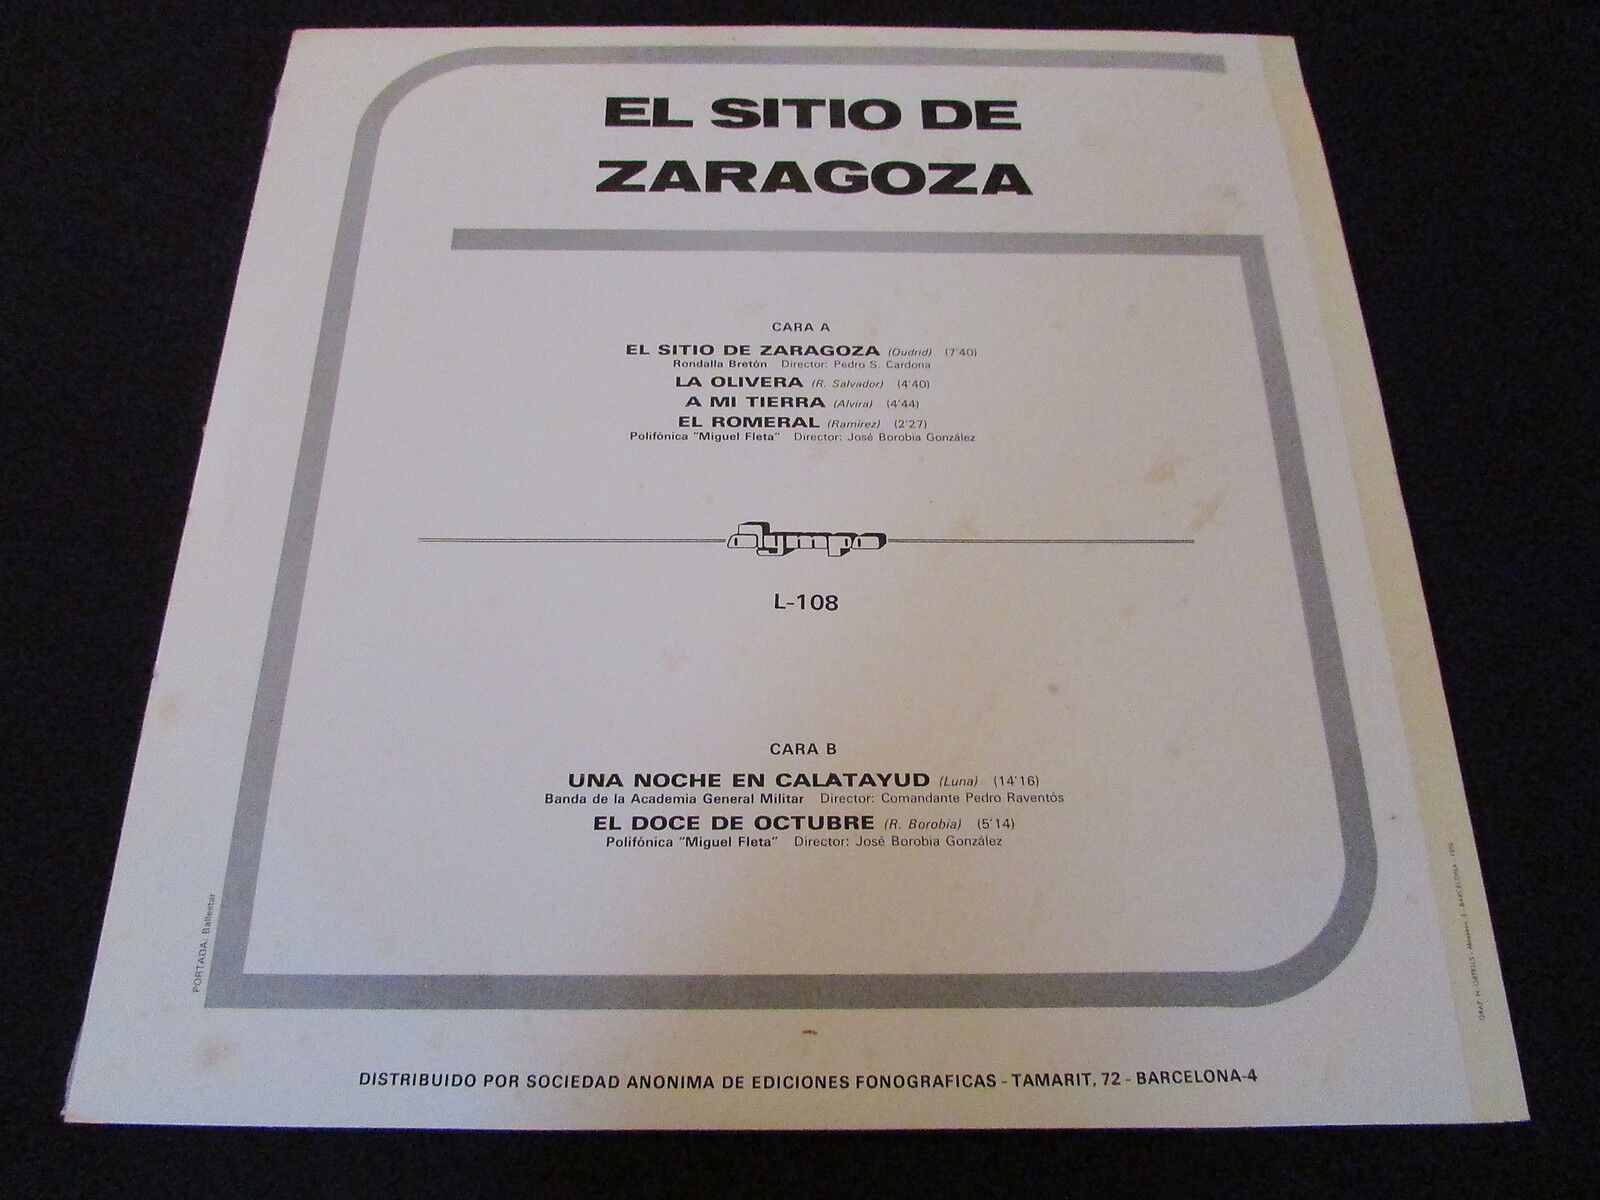 EL SITIO DE
ZARAGOZA
CARA A
EL SITIO DE ZARAGOZA (Oudrid) (7'40)
Rondalla Bretón Director: Pedro S. Cardona
LA OLIVERA (R. Salvador) (4'40)
A MI TIERRA (Alvira) (4'44)
EL ROMERAL (Ramirez) (2'27)
Polifónica "Miguel Fleta" Director: José Borobia González
Olympo
L-108
CARA B
UNA NOCHE EN CALATAYUD (Luna) (14'16)
Banda de la Academia General Militar Director: Comandante Pedro Raventós
EL DOCE DE OCTUBRE (R. Borobia) (5'14)
Polifónica "Miguel Fleta" Director: José Borobia González
PORTADA: Ballestar
DISTRIBUIDO POR SOCIEDAD ANONIMA DE EDICIONES FONOGRAFICAS - TAMARIT, 72 - BARCELONA-4
GRAF. BARCELONA